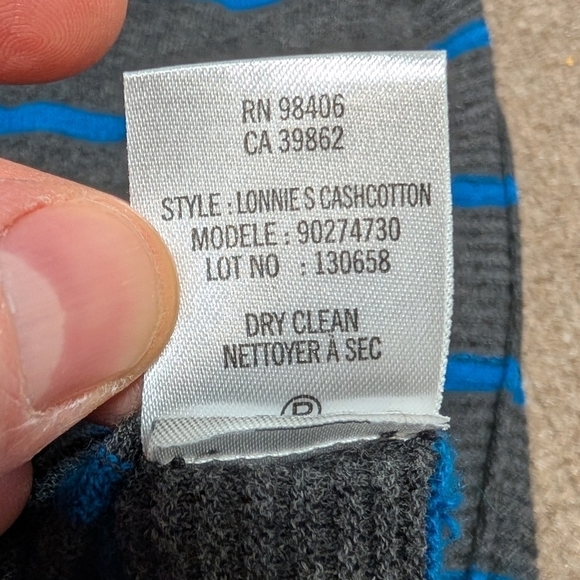 RN 98406
CA 39862
STYLE : LONNIE S CASHCOTTON
MODELE : 90274730
LOT NO : 130658
DRY CLEAN
NETTOYER À SEC
P